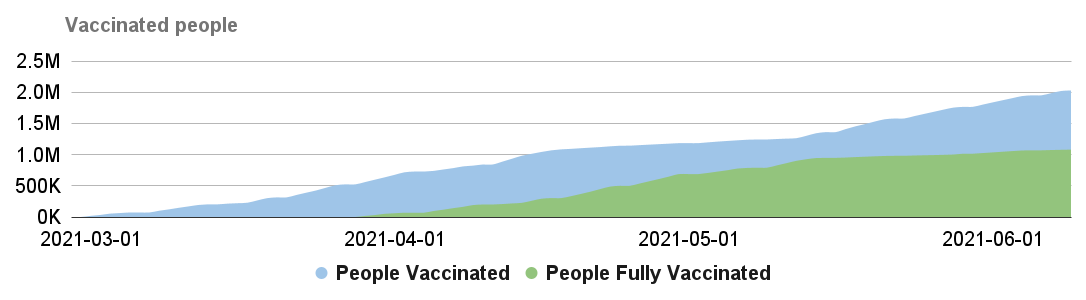 Vaccinated people
2.5M
2.0M
1.5M
1.0M
500K
0K
2021-03-01 2021-04-01 2021-05-01 2021-06-01
People Vaccinated People Fully Vaccinated